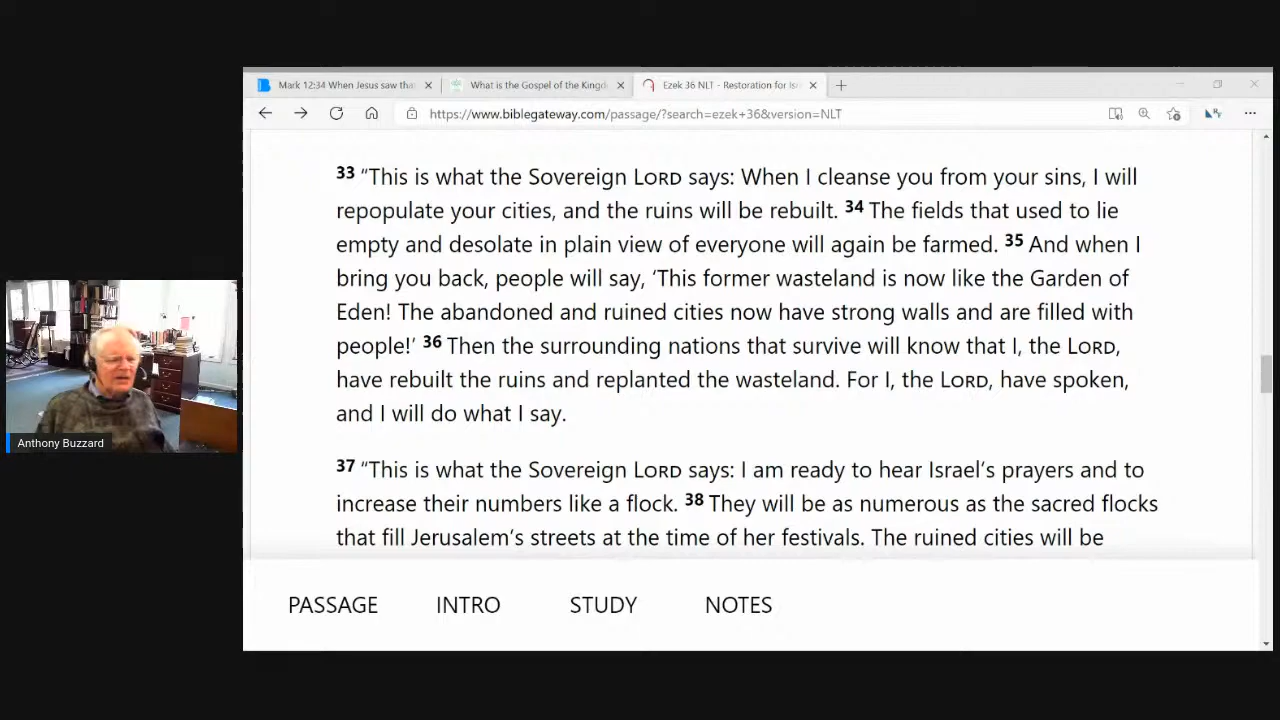 Mark 12:34 When Jesus saw tha
What is the Gospel of the Kingd
Ezek 36 NLT - Restoration for Isr
https://www.biblegateway.com/passage/?search=ezek+36&version=NLT
33 “This is what the Sovereign LORD says: When I cleanse you from your sins, I will
repopulate your cities, and the ruins will be rebuilt. 34 The fields that used to lie
empty and desolate in plain view of everyone will again be farmed. 35 And when I
bring you back, people will say, ‘This former wasteland is now like the Garden of
Eden! The abandoned and ruined cities now have strong walls and are filled with
people!’ 36 Then the surrounding nations that survive will know that I, the LORD,
have rebuilt the ruins and replanted the wasteland. For I, the LORD, have spoken,
and I will do what I say.
37 “This is what the Sovereign LORD says: I am ready to hear Israel’s prayers and to
increase their numbers like a flock. 38 They will be as numerous as the sacred flocks
that fill Jerusalem’s streets at the time of her festivals. The ruined cities will be
PASSAGE INTRO STUDY NOTES
Anthony Buzzard